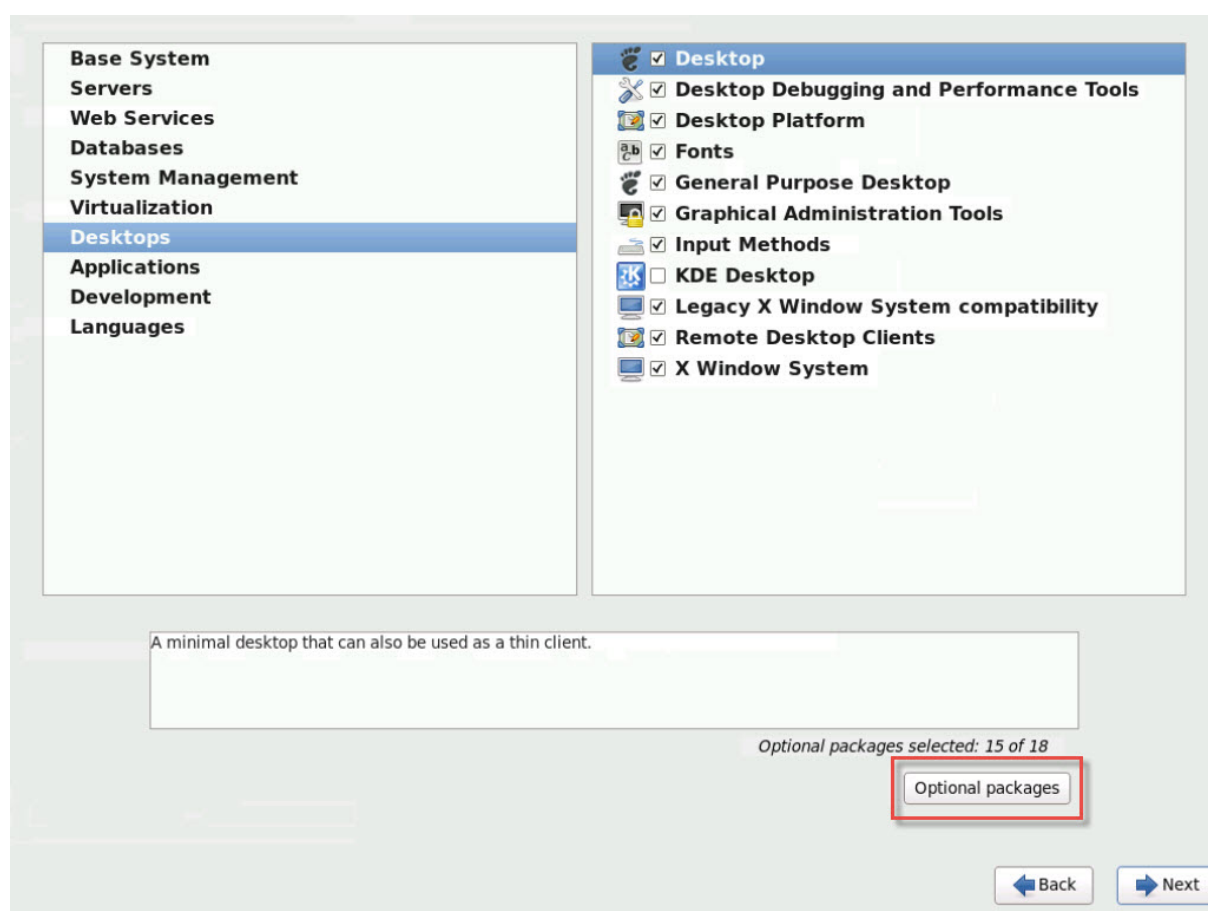 Base System
Servers
Web Services
Databases
System Management
Virtualization
Desktops
Applications
Development
Languages
Desktop
Desktop Debugging and Performance Tools
Desktop Platform
Fonts
General Purpose Desktop
Graphical Administration Tools
Input Methods
KDE Desktop
Legacy X Window System compatibility
Remote Desktop Clients
X Window System
A minimal desktop that can also be used as a thin client.
Optional packages selected: 15 of 18
Optional packages
Back
Next